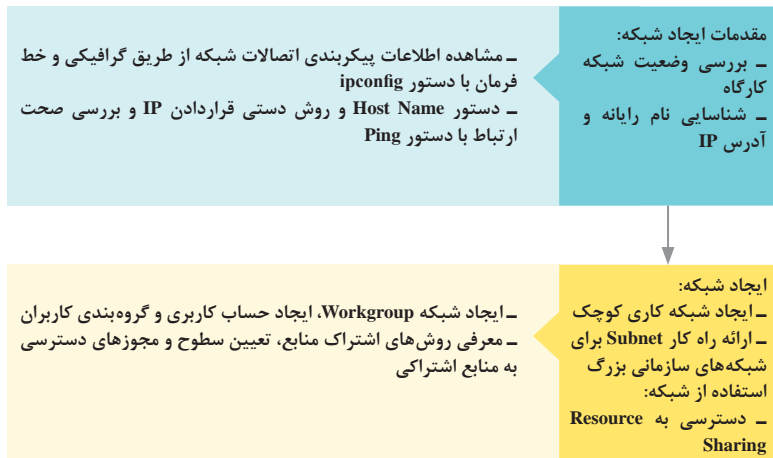 مقدمات ایجاد شبکه:
ـ بررسی وضعیت شبکه
کارگاه
ـ شناسایی نام رایانه و
آدرس IP
ـ مشاهده اطلاعات پیکربندی اتصالات شبکه از طریق گرافیکی و خط
فرمان با دستور ipconfig
ـ دستور Host Name و روش دستی قراردادن IP و بررسی صحت
ارتباط با دستور Ping
ایجاد شبکه:
ـ ایجاد شبکه کاری کوچک
ـ ارائه راه کار Subnet برای
شبکه‌های سازمانی بزرگ
استفاده از شبکه:
ـ دسترسی به Resource
Sharing
ـ ایجاد شبکه Workgroup، ایجاد حساب کاربری و گروه‌بندی کاربران
ـ معرفی روش‌های اشتراک منابع، تعیین سطوح و مجوزهای دسترسی
به منابع اشتراکی